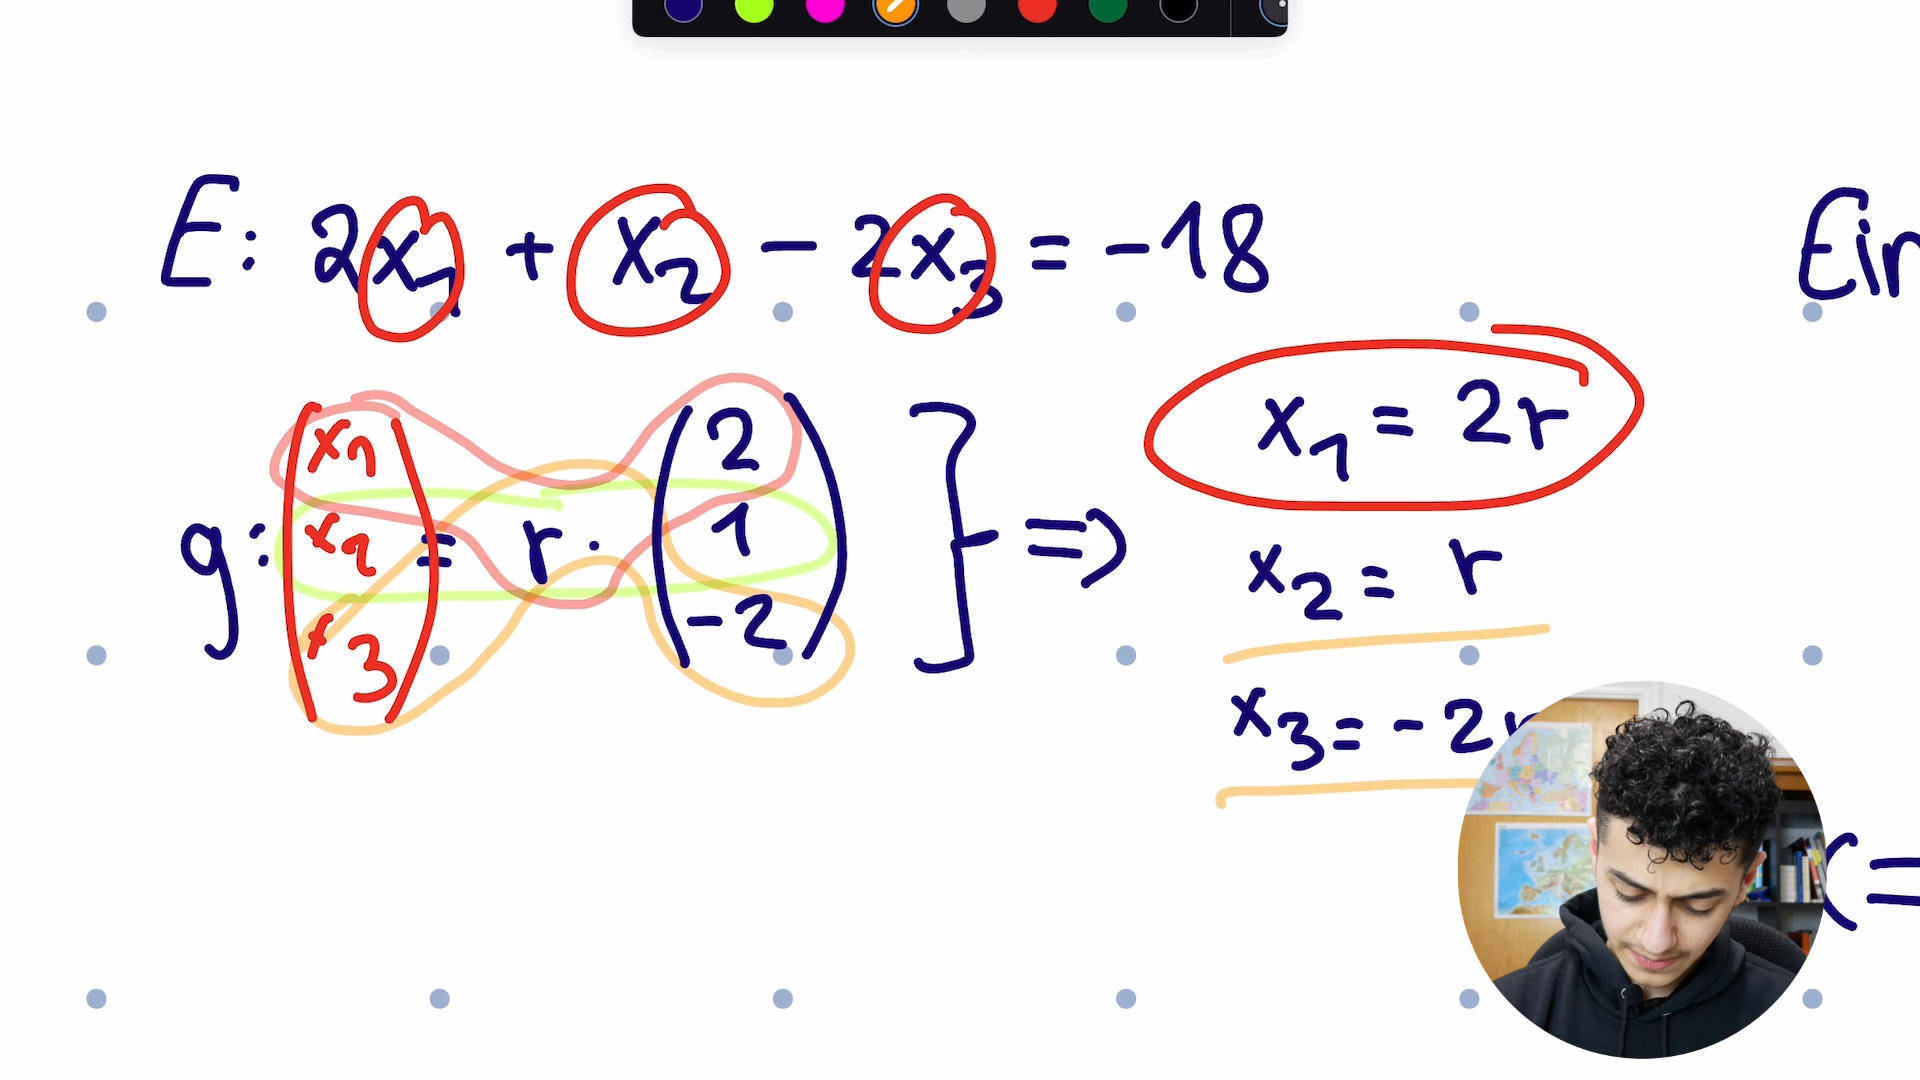 E: 2x₁ + x₂ - 2x₃ = -18
Ein
g: (x₁ x₂ x₃) = r · (2 1 -2) } =>
x₁ = 2r
x₂ = r
x₃ = -2r
(=